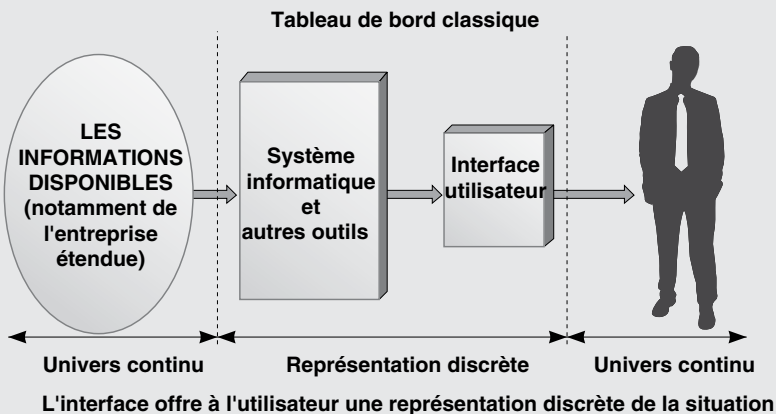 Tableau de bord classique
LES
INFORMATIONS
DISPONIBLES
(notamment de
l'entreprise
étendue)
Système
informatique
et
autres outils
Interface
utilisateur
Univers continu
Représentation discrète
Univers continu
L'interface offre à l'utilisateur une représentation discrète de la situation